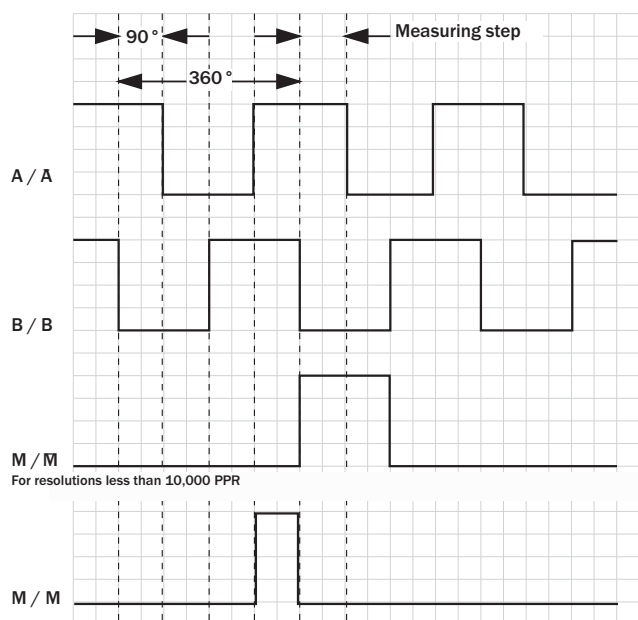 90°
Measuring step
360°
A / A̅
B / B
M / M̅
For resolutions less than 10,000 PPR
M / M